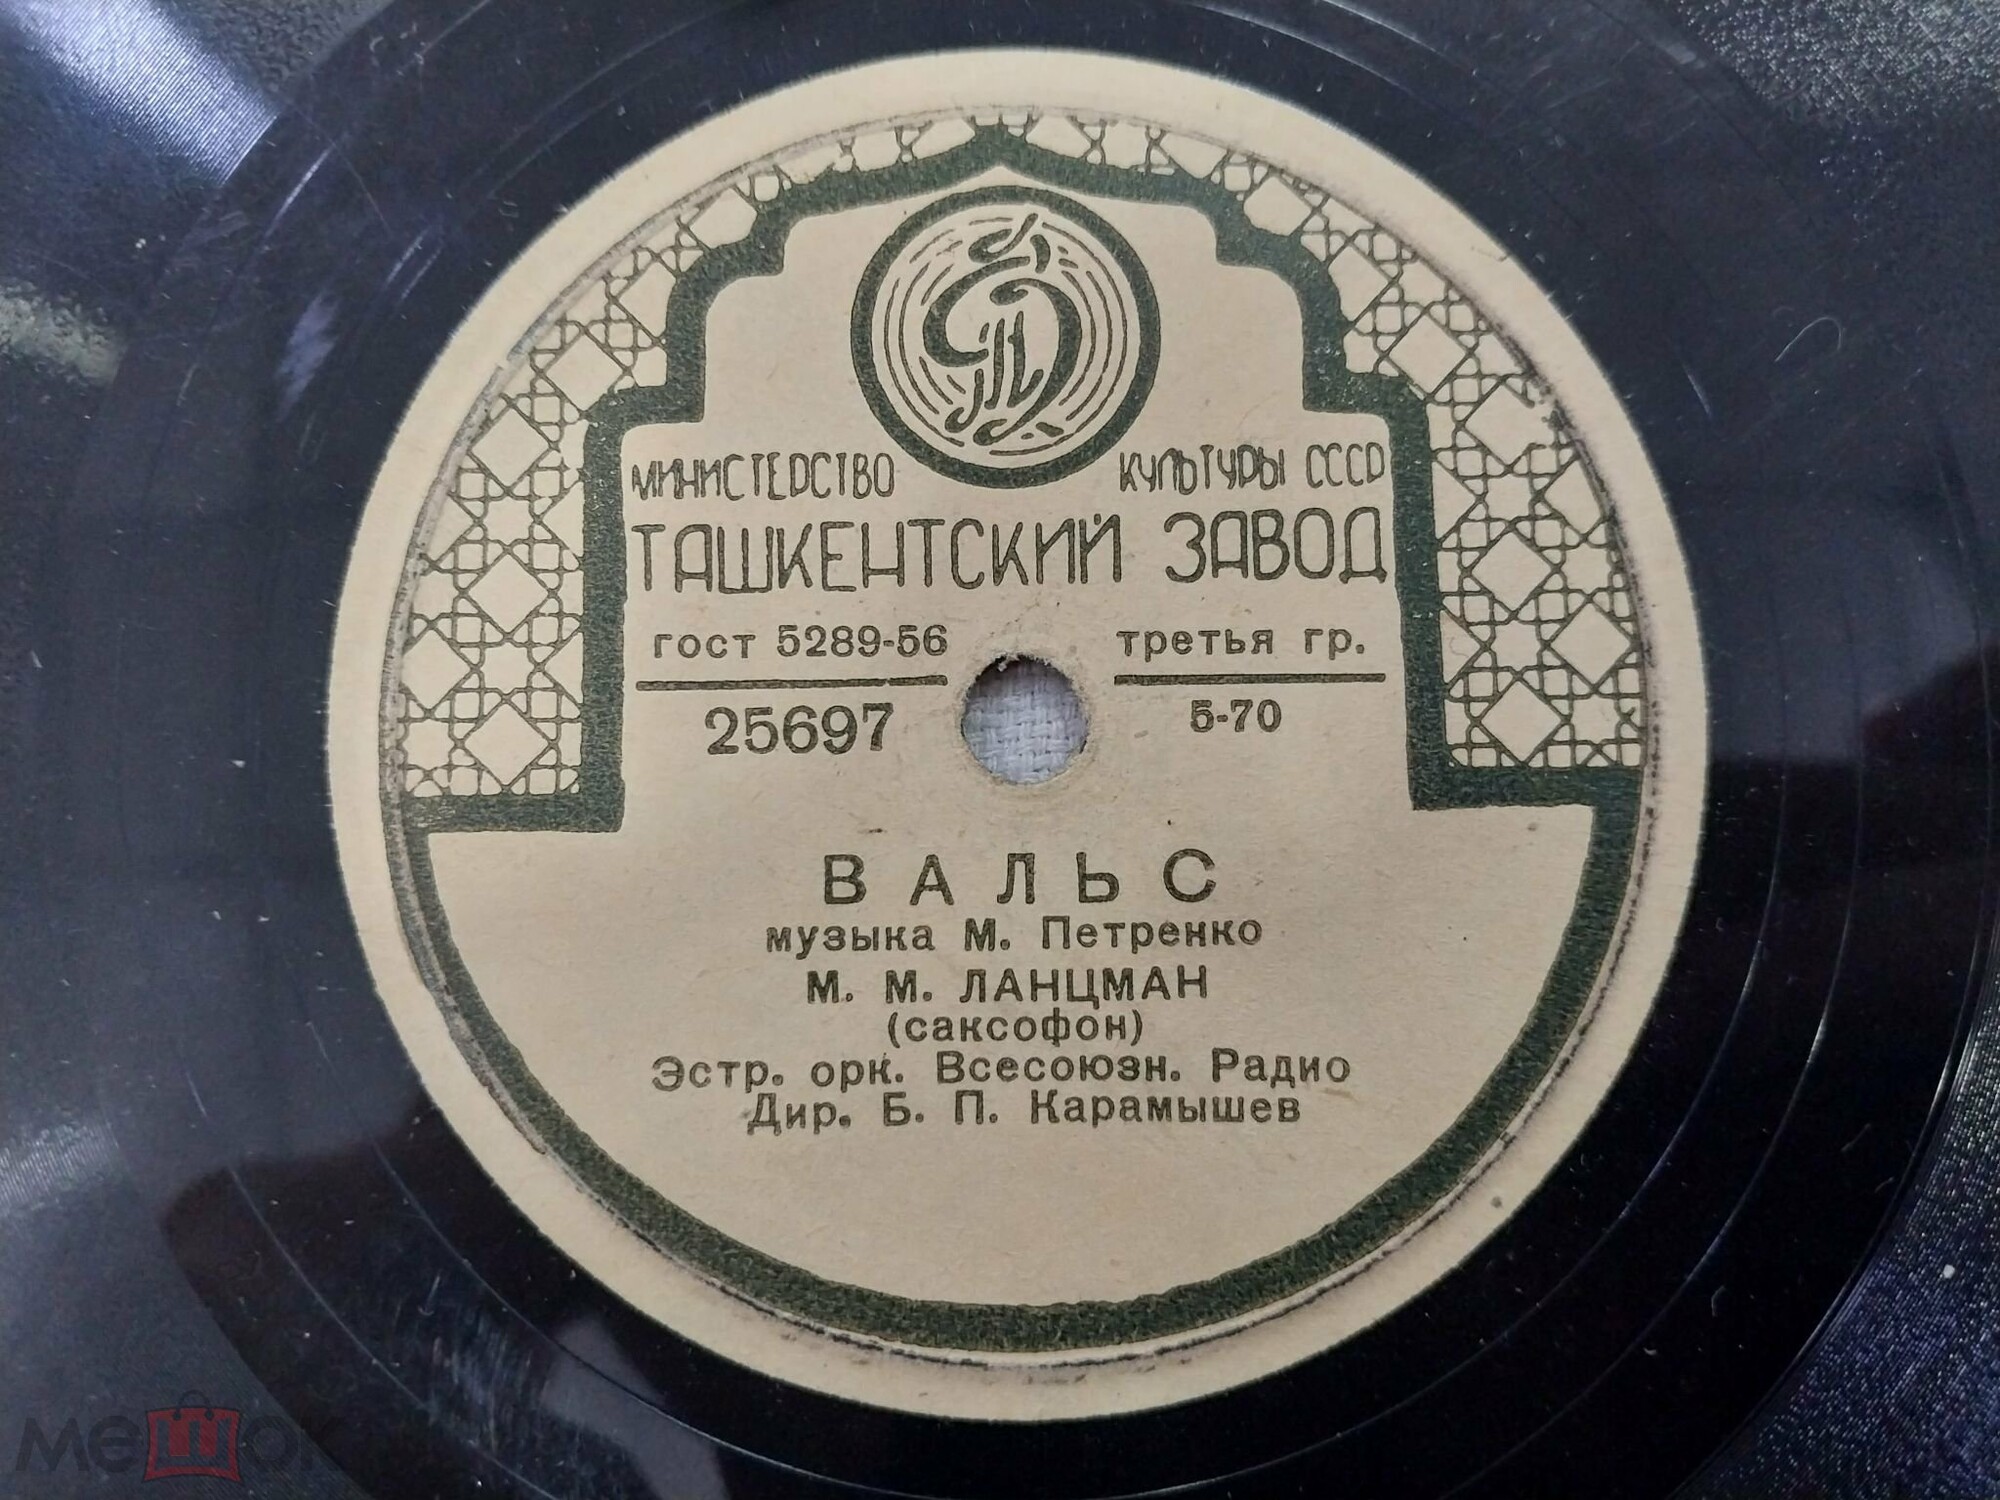 МИНИСТЕРСТВО КУЛЬТУРЫ СССР
ТАШКЕНТСКИЙ ЗАВОД
гост 5289-56 третья гр.
25697 5-70
ВАЛЬС
музыка М. Петренко
М. М. ЛАНЦМАН
(саксофон)
Эстр. орк. Всесоюзн. Радио
Дир. Б. П. Карамышев
мешок